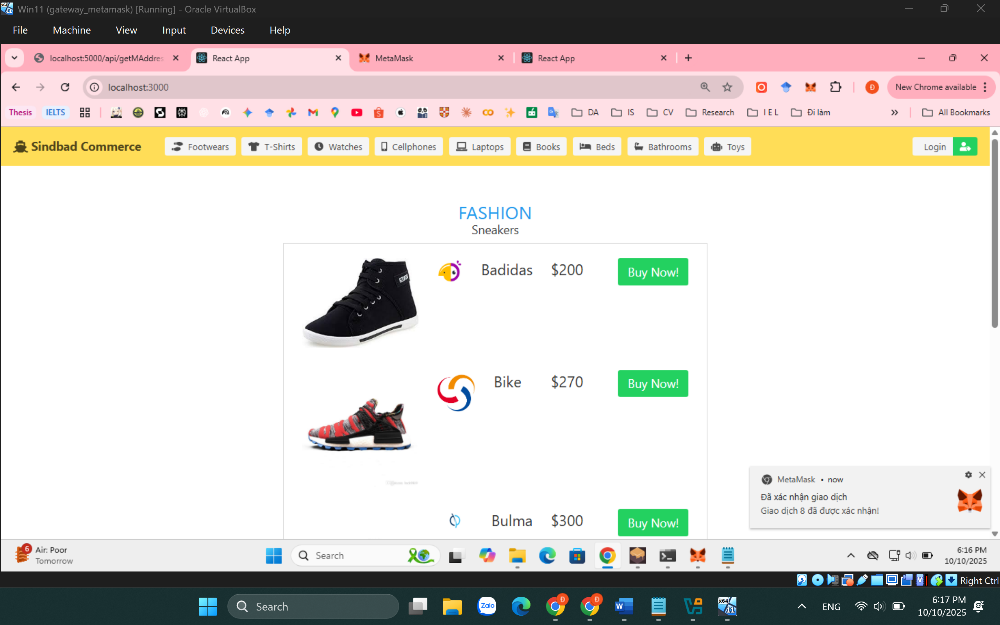 Win11 (gateway_metamask) [Running] - Oracle VirtualBox
File Machine View Input Devices Help
localhost:5000/api/getMAddres
React App
MetaMask
React App
localhost:3000
New Chrome available
Thesis
IELTS
DA
IS
CV
Research
I E L
Đi làm
All Bookmarks
Sindbad Commerce
Footwears
T-Shirts
Watches
Cellphones
Laptops
Books
Beds
Bathrooms
Toys
Login
FASHION
Sneakers
Badidas $200 Buy Now!
Bike $270 Buy Now!
Bulma $300 Buy Now!
MetaMask • now
Đã xác nhận giao dịch
Giao dịch 8 đã được xác nhận!
6
Air: Poor
Tomorrow
Search
6:16 PM
10/10/2025
Right Ctrl
Search
Zalo
ENG
6:17 PM
10/10/2025